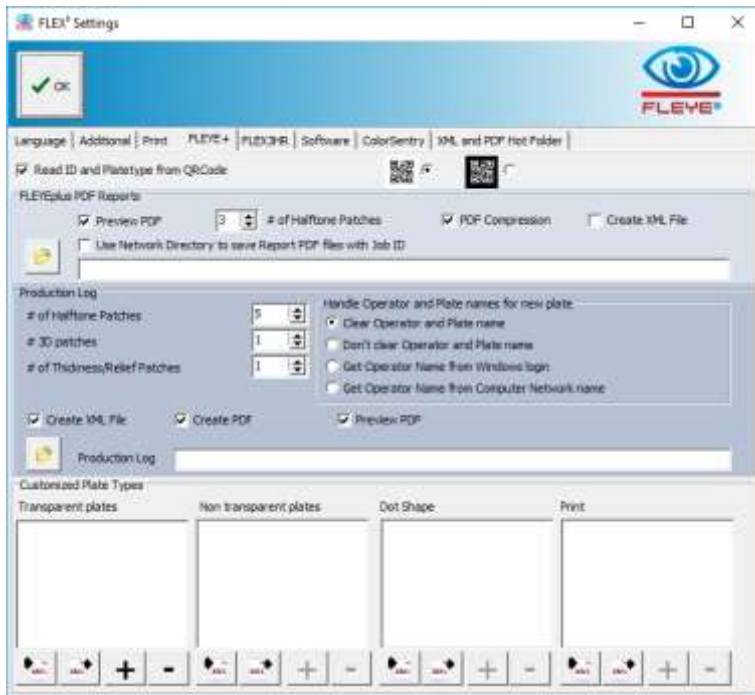 FLEX³ Settings
OK
FLEYE®
Language Additional Print FLEYE+ FLEX3HR Software ColorSentry XML and PDF Hot Folder
Read ID and Platetype from QRCode
FLEYEplus PDF Reports
Preview PDF 3 # of Halftone Patches PDF Compression Create XML File
Use Network Directory to save Report PDF files with Job ID
Production Log
Handle Operator and Plate names for new plate
# of Halftone Patches 5
Clear Operator and Plate name
# 3D patches 1
Don't clear Operator and Plate name
# of Thickness/Relief Patches 1
Get Operator Name from Windows login
Get Operator Name from Computer Network name
Create XML File Create PDF Preview PDF
Production Log
Customized Plate Types
Transparent plates Non transparent plates Dot Shape Print